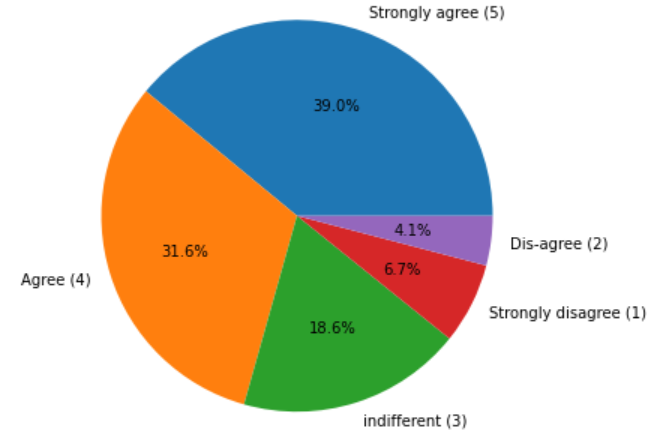 Strongly agree (5)
39.0%
4.1%
Dis-agree (2)
31.6%
6.7%
Agree (4)
Strongly disagree (1)
18.6%
indifferent (3)